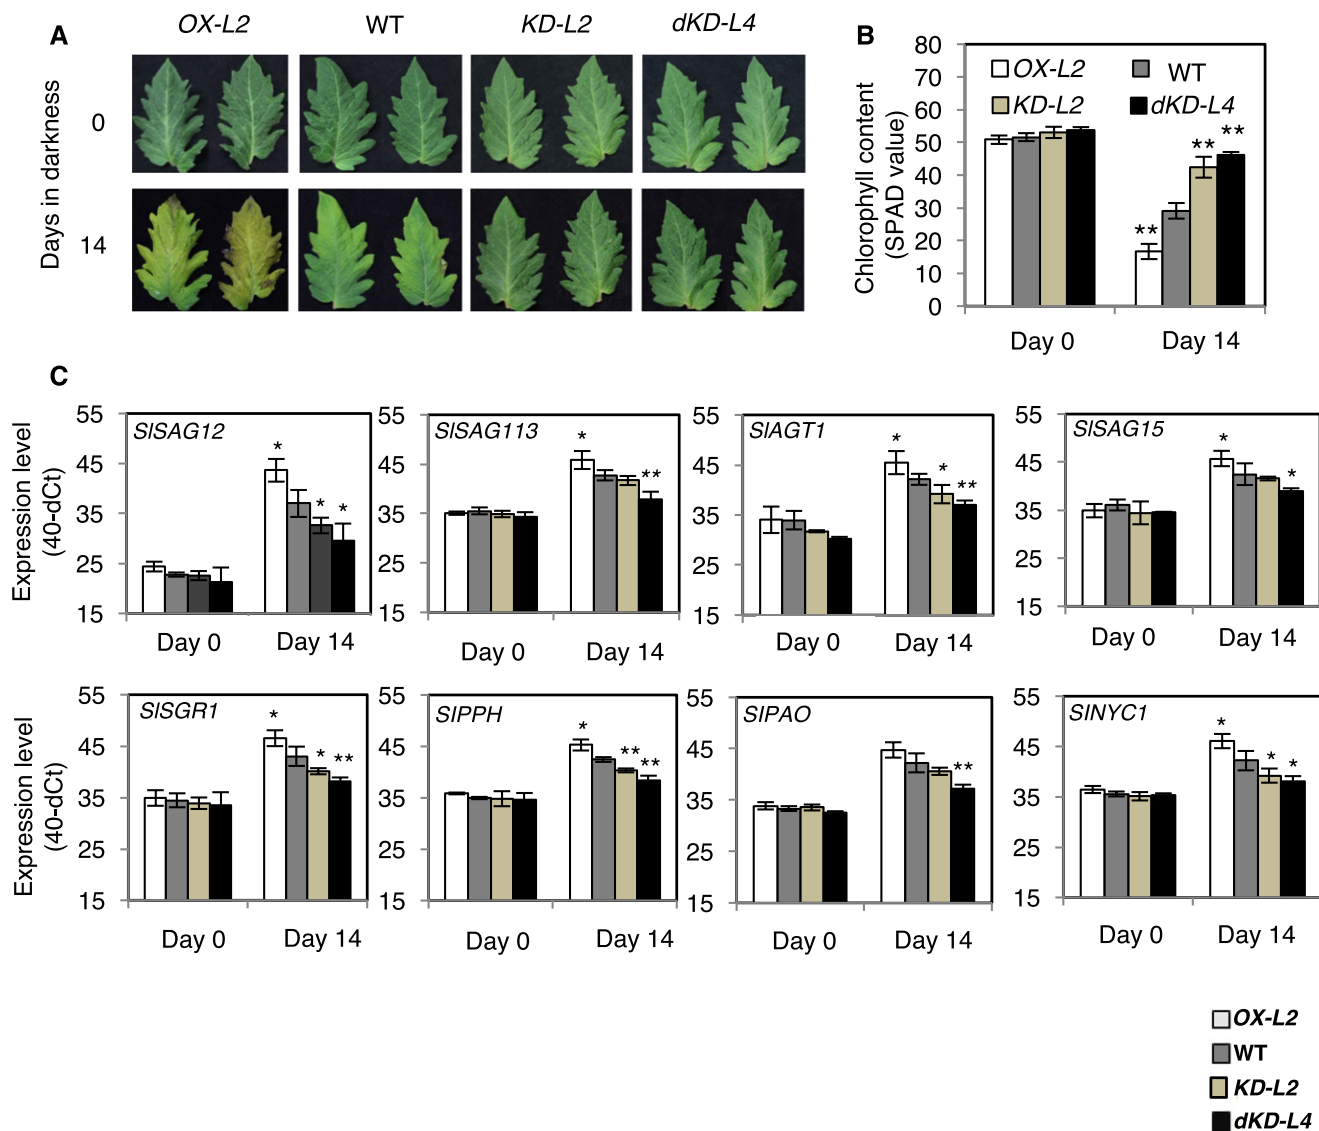 A
OX-L2 WT KD-L2 dKD-L4
Days in darkness
0
14
B
Chlorophyll content
(SPAD value)
80
70
60
50
40
30
20
10
0
OX-L2 WT
KD-L2 dKD-L4
** ** **
Day 0 Day 14
C
Expression level
(40-dCt)
55
45
35
25
15
SlSAG12
* * *
Day 0 Day 14
55
45
35
25
15
SlSAG113
* **
Day 0 Day 14
55
45
35
25
15
SlAGT1
* * **
Day 0 Day 14
55
45
35
25
15
SlSAG15
* *
Day 0 Day 14
Expression level
(40-dCt)
55
45
35
25
15
SlSGR1
* * **
Day 0 Day 14
55
45
35
25
15
SlPPH
* ** **
Day 0 Day 14
55
45
35
25
15
SlPAO
**
Day 0 Day 14
55
45
35
25
15
SlNYC1
* * *
Day 0 Day 14
OX-L2
WT
KD-L2
dKD-L4